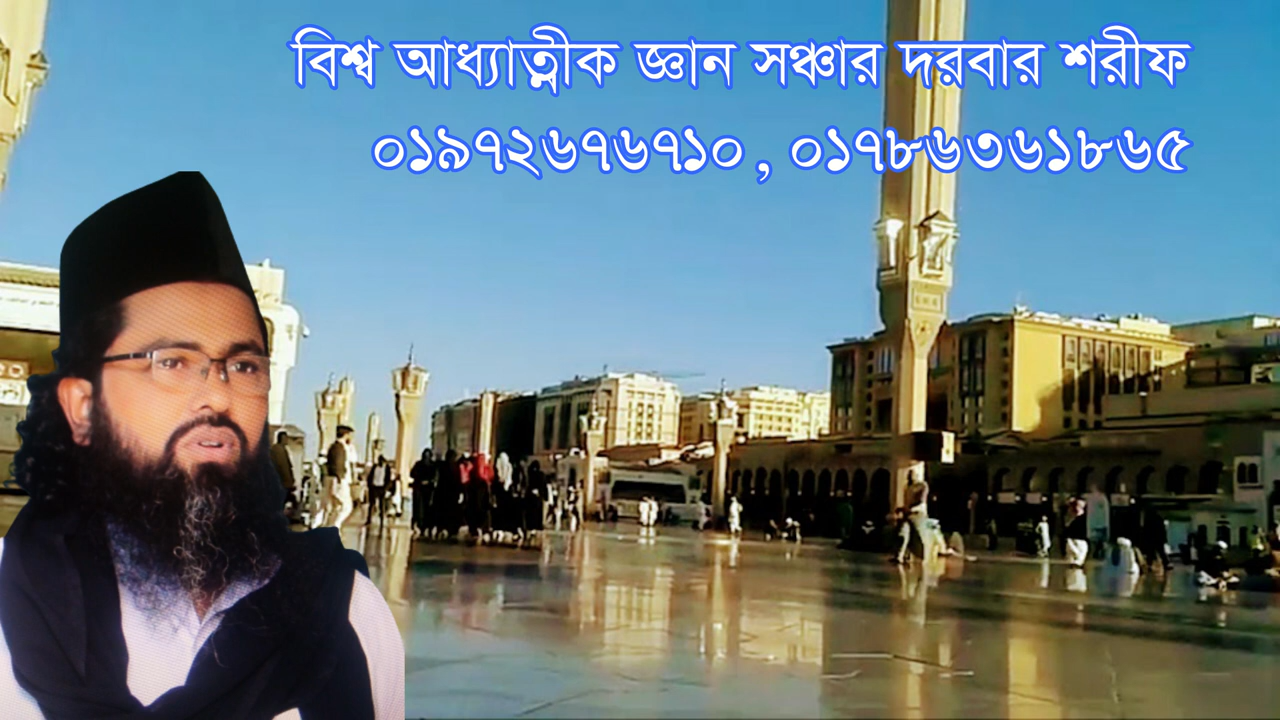 বিশ্ব আধ্যাত্নীক জ্ঞান সঞ্চার দরবার শরীফ
০১৯৭২৬৭৬৭১০ , ০১৭৮৬৩৬১৮৬৫